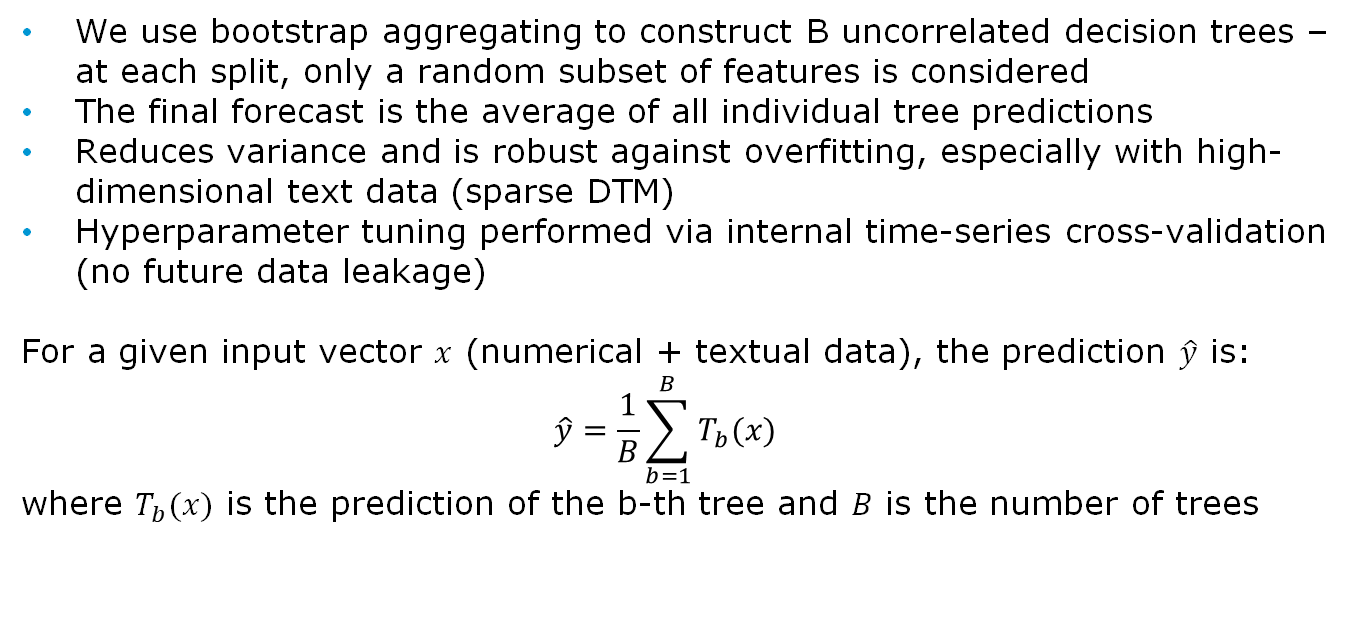 • We use bootstrap aggregating to construct B uncorrelated decision trees –
at each split, only a random subset of features is considered
• The final forecast is the average of all individual tree predictions
• Reduces variance and is robust against overfitting, especially with high-
dimensional text data (sparse DTM)
• Hyperparameter tuning performed via internal time-series cross-validation
(no future data leakage)
For a given input vector x (numerical + textual data), the prediction ŷ is:
ŷ = 1/B ∑_{b=1}^{B} T_b(x)
where T_b(x) is the prediction of the b-th tree and B is the number of trees